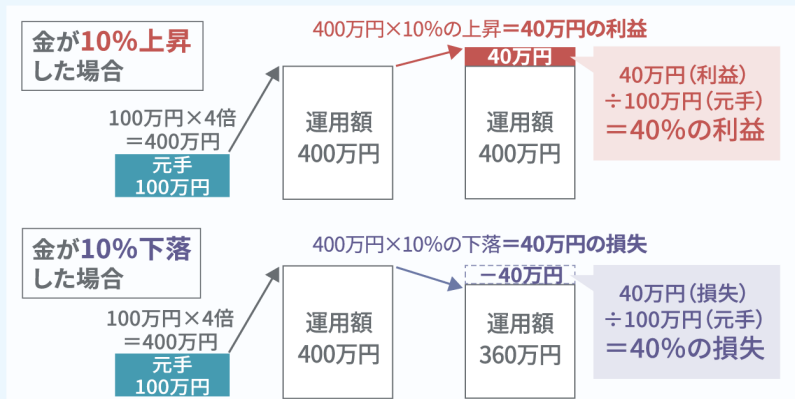 金が10%上昇
した場合
400万円×10%の上昇=40万円の利益
100万円×4倍
=400万円
元手
100万円
運用額
400万円
40万円
運用額
400万円
40万円(利益)
÷100万円(元手)
=40%の利益
金が10%下落
した場合
400万円×10%の下落=40万円の損失
100万円×4倍
=400万円
元手
100万円
運用額
400万円
-40万円
運用額
360万円
40万円(損失)
÷100万円(元手)
=40%の損失